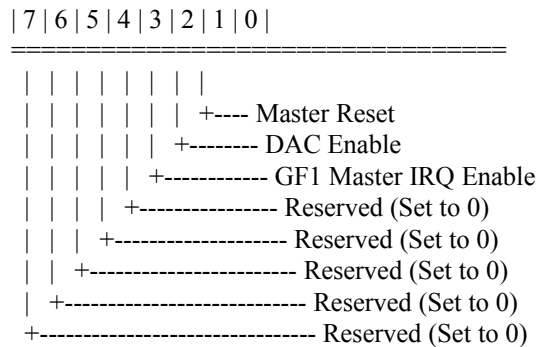 | 7 | 6 | 5 | 4 | 3 | 2 | 1 | 0 |
=================================
| | | | | | | |
| | | | | | | +---- Master Reset
| | | | | | +-------- DAC Enable
| | | | | +------------ GF1 Master IRQ Enable
| | | | +---------------- Reserved (Set to 0)
| | | +-------------------- Reserved (Set to 0)
| | +------------------------ Reserved (Set to 0)
| +---------------------------- Reserved (Set to 0)
+-------------------------------- Reserved (Set to 0)